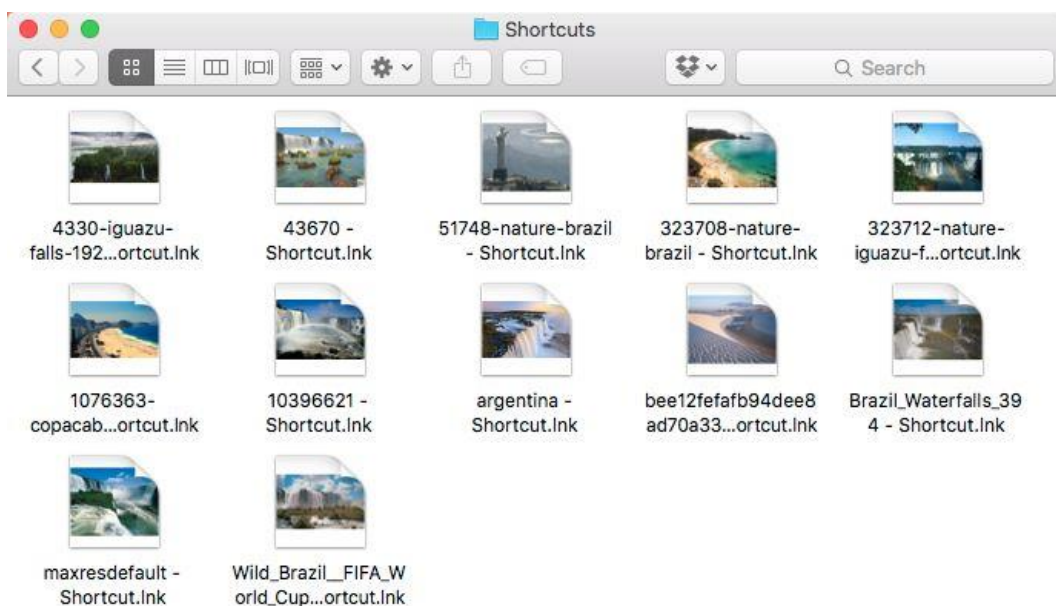 Shortcuts
Search
4330-iguazu-
falls-192...ortcut.lnk
43670 -
Shortcut.lnk
51748-nature-brazil
- Shortcut.lnk
323708-nature-
brazil - Shortcut.lnk
323712-nature-
iguazu-f...ortcut.lnk
1076363-
copacab...ortcut.lnk
10396621 -
Shortcut.lnk
argentina -
Shortcut.lnk
bee12fefafb94dee8
ad70a33...ortcut.lnk
Brazil_Waterfalls_39
4 - Shortcut.lnk
maxresdefault -
Shortcut.lnk
Wild_Brazil__FIFA_W
orld_Cup...ortcut.lnk